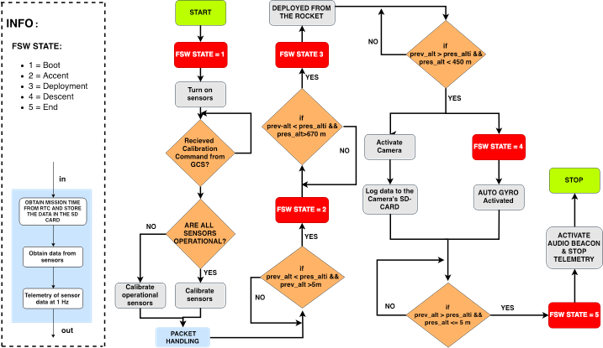 INFO :
FSW STATE:
• 1 = Boot
• 2 = Accent
• 3 = Deployment
• 4 = Descent
• 5 = End
in
OBTAIN MISSION TIME
FROM RTC AND STORE
THE DATA IN THE SD
CARD
Obtain data from
sensors
Telemetry of sensor
data at 1 Hz
out
START
FSW STATE = 1
Turn on
sensors
Recieved
Calibration
Command from
GCS?
ARE ALL
SENSORS
OPERATIONAL?
NO
YES
Calibrate
operational
sensors
Calibrate
sensors
PACKET
HANDLING
if
prev_alt < pres_alti &&
prev_alt >5m
NO
YES
FSW STATE = 2
if
prev-alt < pres_alti &&
pres_alt>670 m
NO
YES
FSW STATE 3
DEPLOYED FROM
THE ROCKET
if
prev_alt > pres_alti &&
pres_alt < 450 m
NO
YES
Activate
Camera
Log data to the
Camera's SD-
CARD
FSW STATE = 4
AUTO GYRO
Activated
if
prev_alt > pres_alti &&
pres_alt <= 5 m
NO
YES
FSW STATE = 5
ACTIVATE
AUDIO BEACON
& STOP
TELEMETRY
STOP